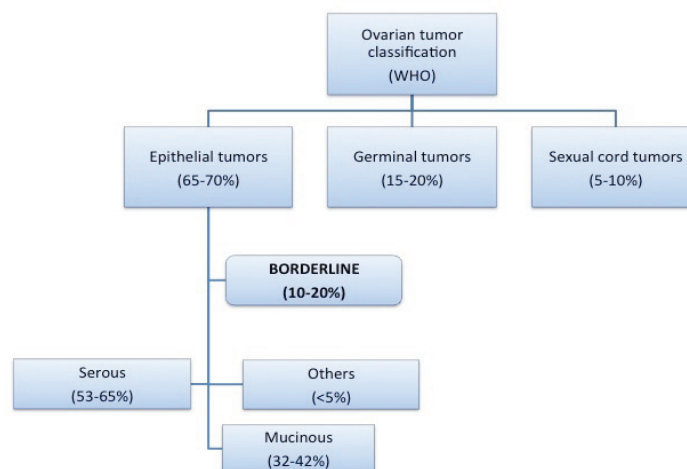 Ovarian tumor
classification
(WHO)
Epithelial tumors
(65-70%)
Germinal tumors
(15-20%)
Sexual cord tumors
(5-10%)
BORDERLINE
(10-20%)
Serous
(53-65%)
Others
(<5%)
Mucinous
(32-42%)